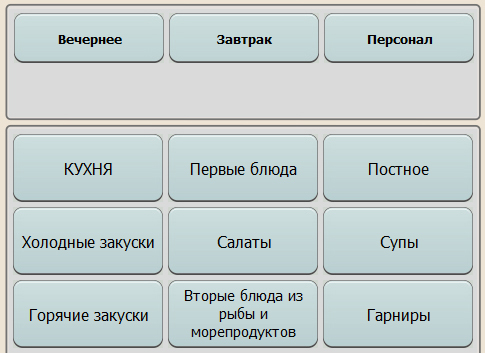 Вечернее
Завтрак
Персонал
КУХНЯ
Первые блюда
Постное
Холодные закуски
Салаты
Супы
Горячие закуски
Вторые блюда из
рыбы и
морепродуктов
Гарниры